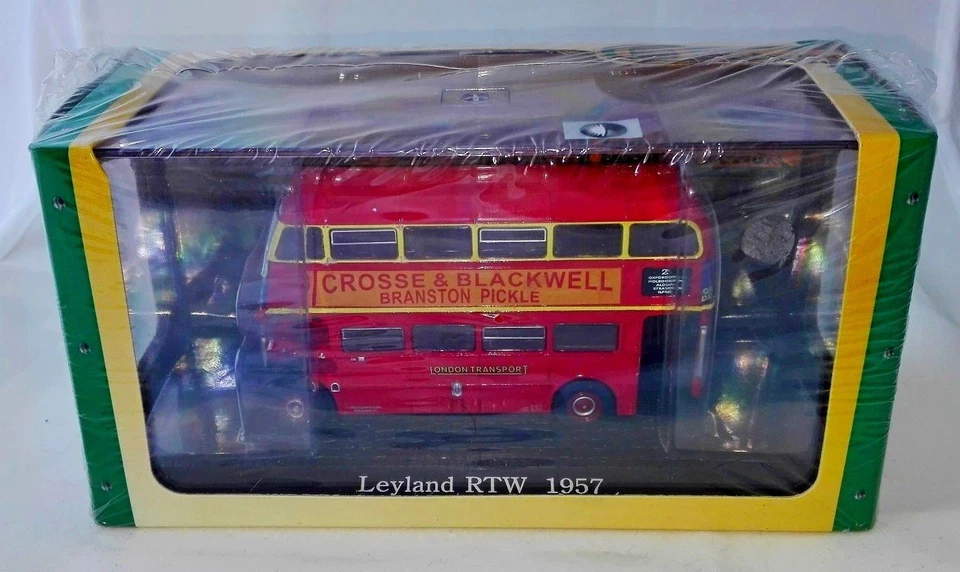 CROSSE & BLACKWELL
BRANSTON PICKLE
LONDON TRANSPORT
Leyland RTW 1957